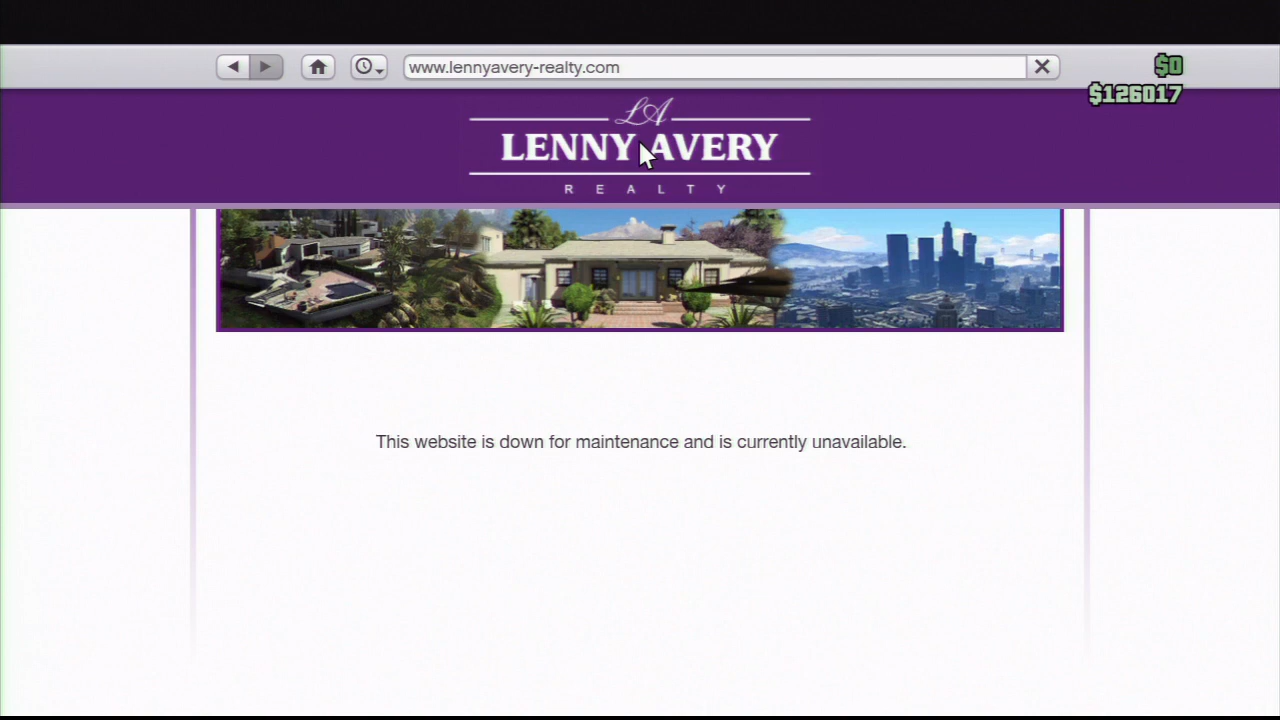 www.lennyavery-realty.com
$0
$126017
LA
LENNY AVERY
REALTY
This website is down for maintenance and is currently unavailable.